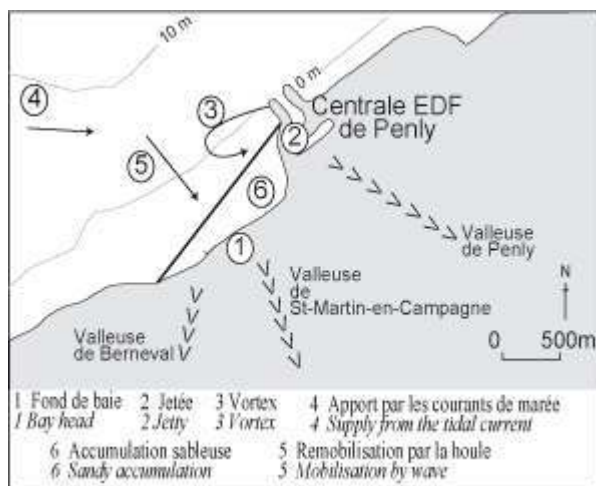 10 m
0 m
4
3
Centrale EDF
de Penly
2
5
6
Valleuse
de Penly
1
Valleuse
de
St-Martin-en-Campagne
N
Valleuse
de Berneval
0 500m
1 Fond de baie 2 Jetée 3 Vortex 4 Apport par les courants de marée
1 Bay head 2 Jetty 3 Vortex 4 Supply from the tidal current
6 Accumulation sableuse 5 Remobilisation par la houle
6 Sandy accumulation 5 Mobilisation by wave